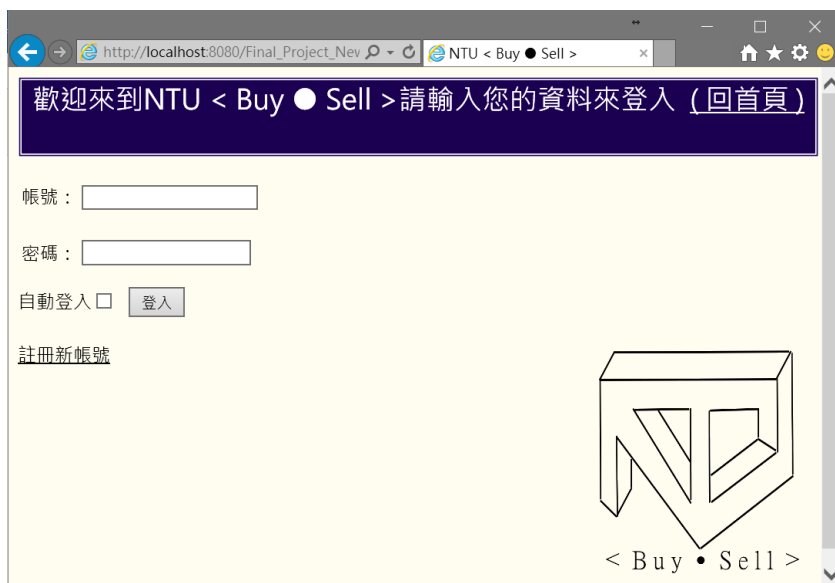 http://localhost:8080/Final_Project_Nev
NTU < Buy ● Sell >
歡迎來到NTU < Buy ● Sell >請輸入您的資料來登入 (回首頁)
帳號：
密碼：
自動登入 登入
註冊新帳號
NTU
< Buy • Sell >